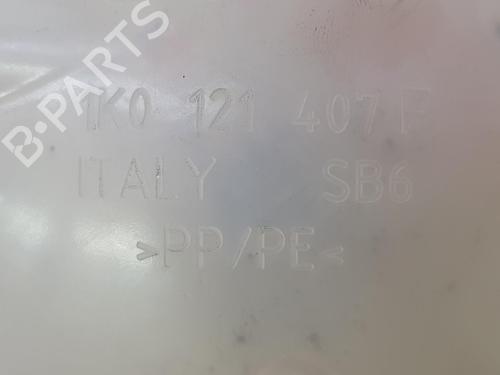 B-PARTS
1K0 121 407 F
ITALY SB6
>PP/PE<